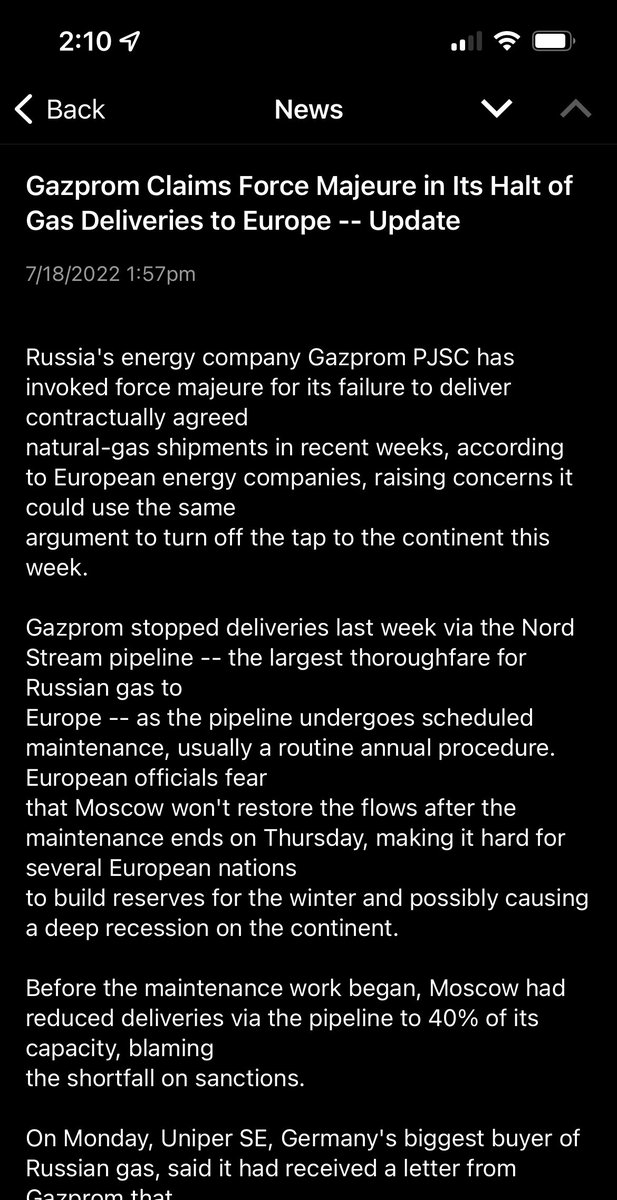 2:10
Back
News
Gazprom Claims Force Majeure in Its Halt of
Gas Deliveries to Europe -- Update
7/18/2022 1:57pm
Russia's energy company Gazprom PJSC has
invoked force majeure for its failure to deliver
contractually agreed
natural-gas shipments in recent weeks, according
to European energy companies, raising concerns it
could use the same
argument to turn off the tap to the continent this
week.
Gazprom stopped deliveries last week via the Nord
Stream pipeline -- the largest thoroughfare for
Russian gas to
Europe -- as the pipeline undergoes scheduled
maintenance, usually a routine annual procedure.
European officials fear
that Moscow won't restore the flows after the
maintenance ends on Thursday, making it hard for
several European nations
to build reserves for the winter and possibly causing
a deep recession on the continent.
Before the maintenance work began, Moscow had
reduced deliveries via the pipeline to 40% of its
capacity, blaming
the shortfall on sanctions.
On Monday, Uniper SE, Germany's biggest buyer of
Russian gas, said it had received a letter from
Gazprom that